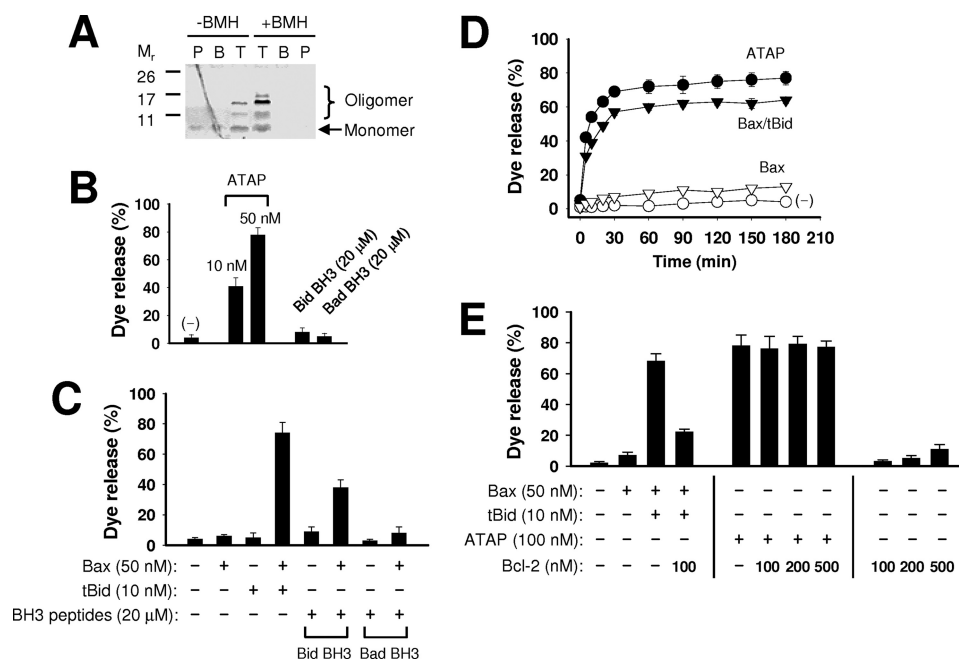 A
-BMH +BMH
Mr P B T T B P
26
17
11
Oligomer
Monomer
B
Dye release (%)
100
80
60
40
20
0
(–)
ATAP
10 nM
50 nM
Bid BH3 (20 μM)
Bad BH3 (20 μM)
C
Dye release (%)
100
80
60
40
20
0
Bax (50 nM): – + – + – + – +
tBid (10 nM): – – + + – – – –
BH3 peptides (20 μM): – – – – + + + +
Bid BH3 Bad BH3
D
Dye release (%)
100
80
60
40
20
0
ATAP
Bax/tBid
Bax
(–)
0 30 60 90 120 150 180 210
Time (min)
E
Dye release (%)
100
80
60
40
20
0
Bax (50 nM): – + + + – – – – – – –
tBid (10 nM): – – + + – – – – – – –
ATAP (100 nM): – – – – + + + + – – –
Bcl-2 (nM): – – – 100 – 100 200 500 100 200 500